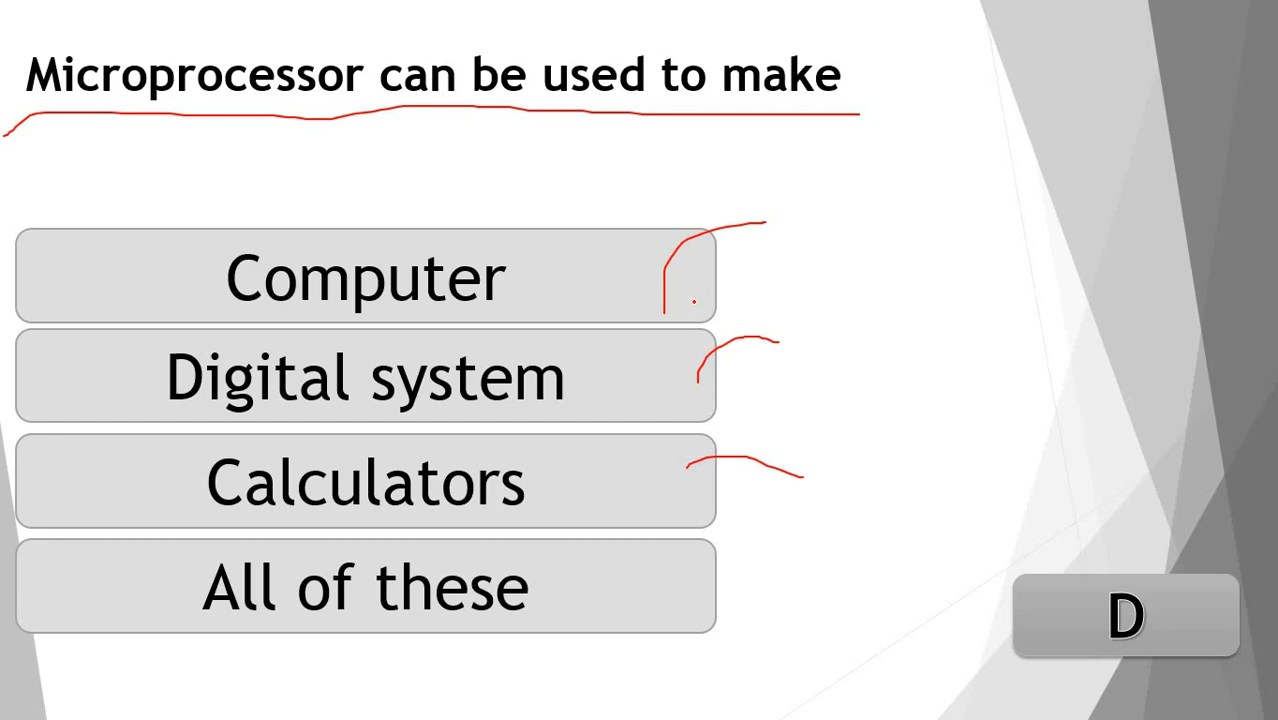 Microprocessor can be used to make
Computer
Digital system
Calculators
All of these
D